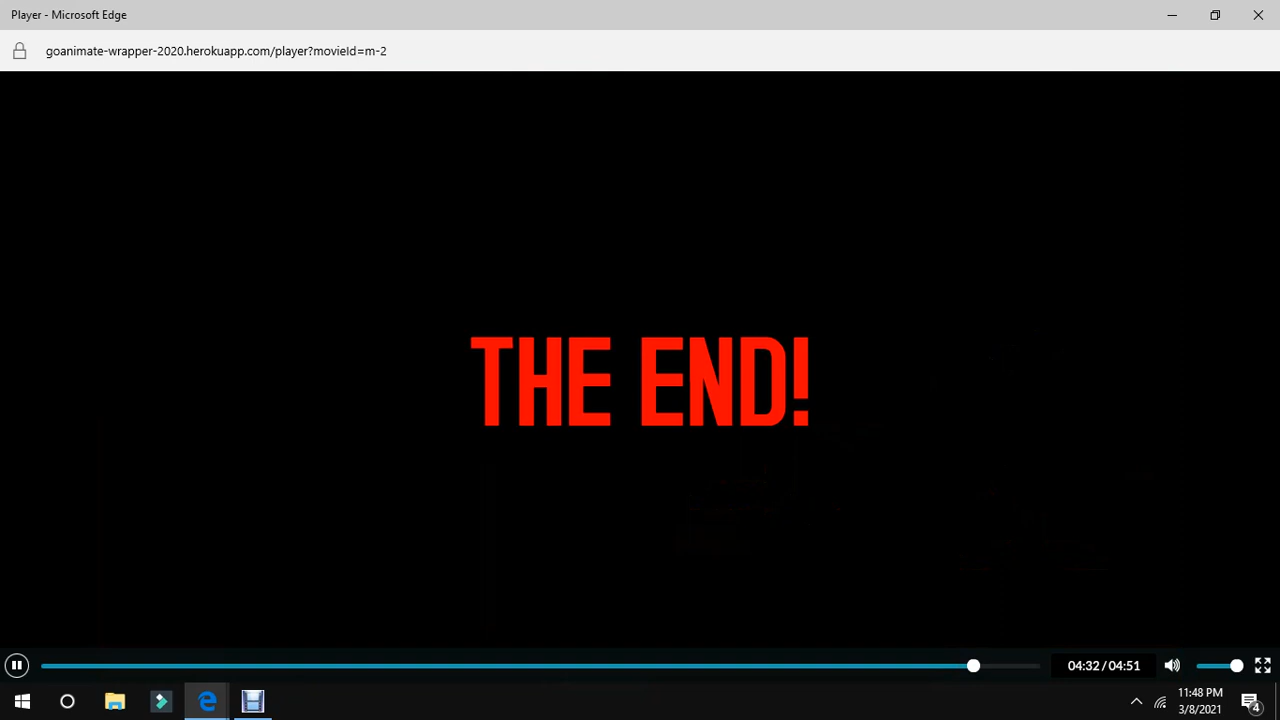 Player - Microsoft Edge
goanimate-wrapper-2020.herokuapp.com/player?movieId=m-2
THE END!
04:32 / 04:51
11:48 PM
3/8/2021
4